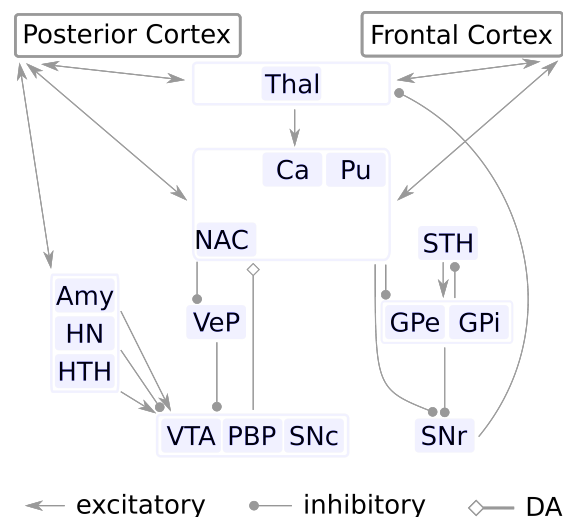 Posterior Cortex
Frontal Cortex
Thal
Ca Pu
NAC
STH
Amy
HN
HTH
VeP
GPe GPi
VTA PBP SNc
SNr
excitatory inhibitory DA